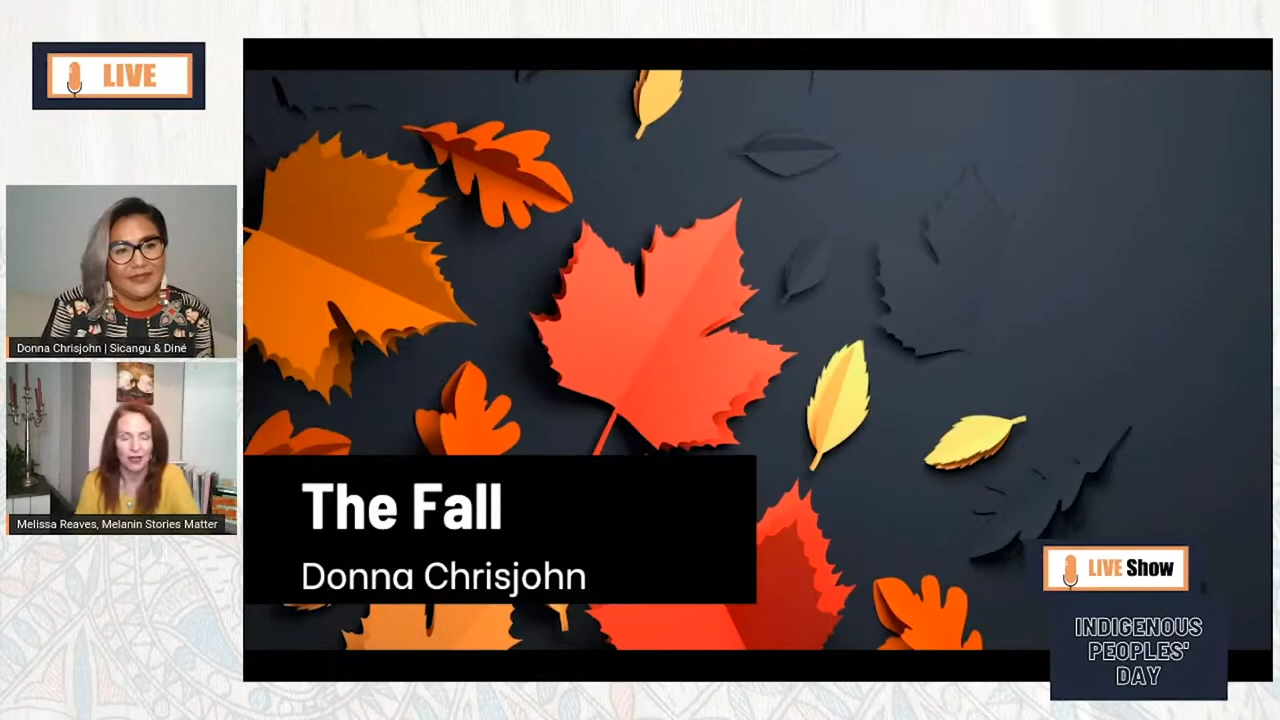 LIVE
Donna Chrisjohn | Sicangu & Diné
Melissa Reaves, Melanin Stories Matter
The Fall
Donna Chrisjohn
LIVE Show
INDIGENOUS
PEOPLES'
DAY